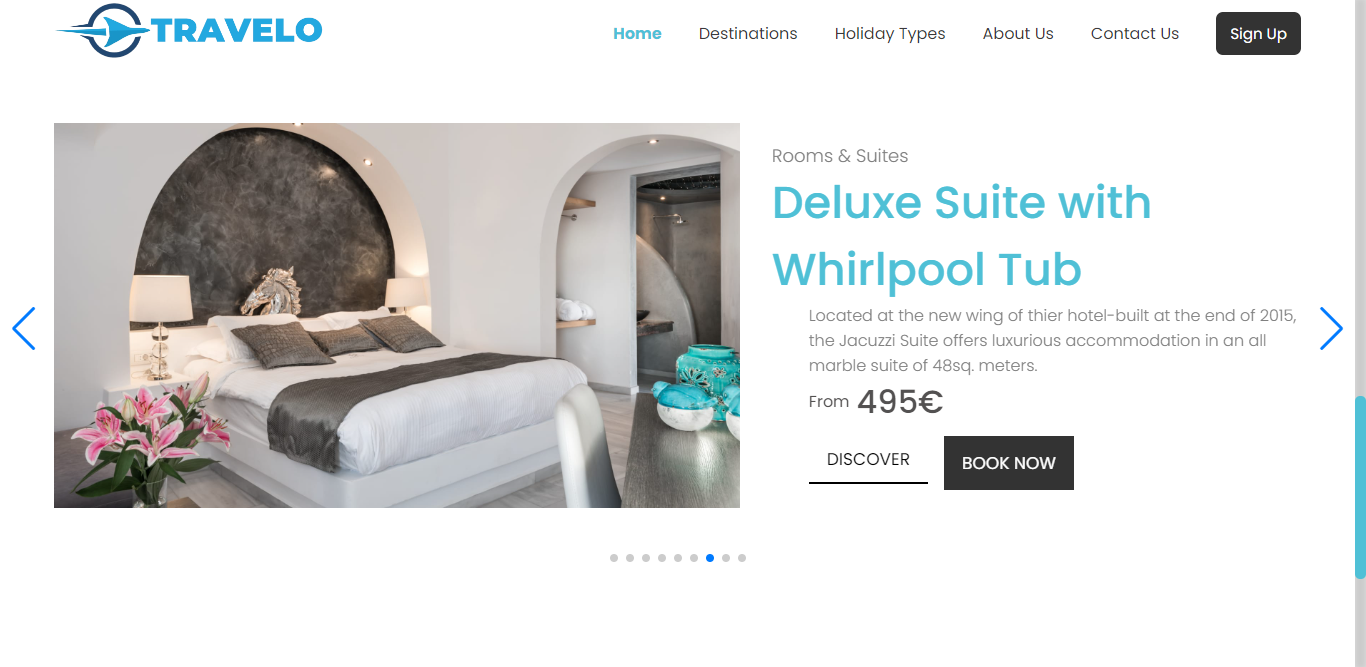 TRAVELO
Home Destinations Holiday Types About Us Contact Us Sign Up
Rooms & Suites
Deluxe Suite with
Whirlpool Tub
Located at the new wing of thier hotel-built at the end of 2015,
the Jacuzzi Suite offers luxurious accommodation in an all
marble suite of 48sq. meters.
From 495€
DISCOVER BOOK NOW